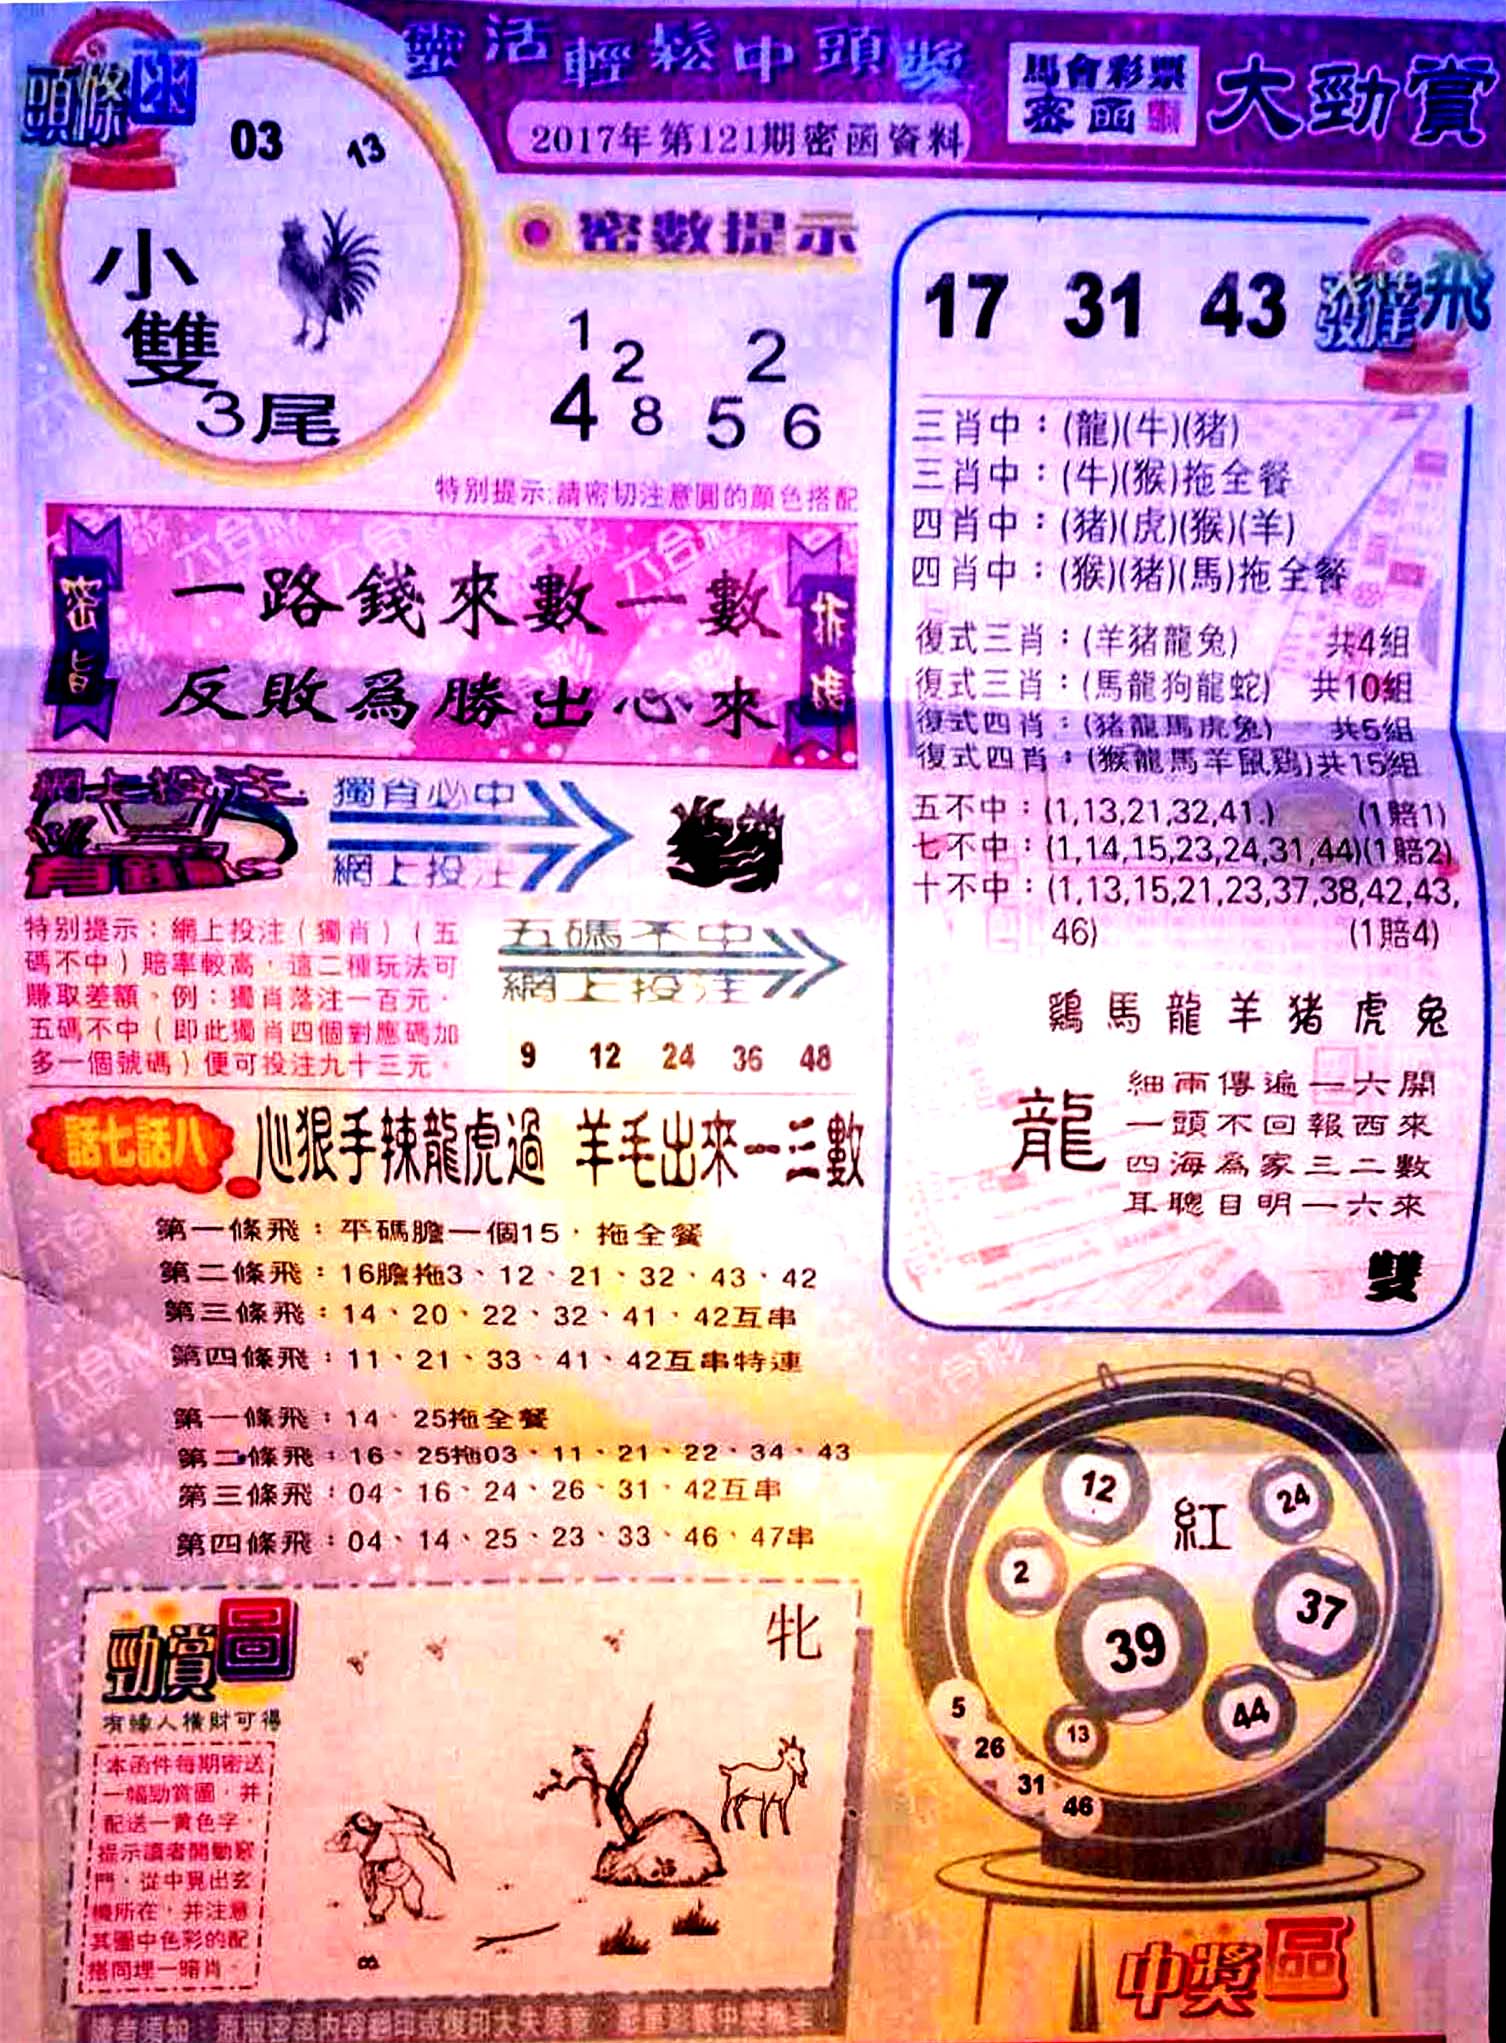 靈活輕鬆中頭獎
2017年第121期密函資料
馬會彩票
密函
大勁賞
頭條函
03 13
小
雙
3尾
密數提示
1 2 2
4 8 5 6
特别提示:請密切注意圓的顔色搭配
密旨
一路錢來數一數
反敗爲勝出心來
網上投注
獨肖必中
網上投注
特别提示：網上投注（獨肖）（五
碼不中）賠率較高，這二種玩法可
賺取差額。例：獨肖落注一百元，
五碼不中（即此獨肖四個對應碼加
多一個號碼）便可投注九十三元。
五碼不中
網上投注
9 12 24 36 48
話七話八
心狠手辣龍虎過 羊毛出來一三數
第一條飛：平碼膽一個15，拖全餐
第二條飛：16膽拖3、12、21、32、43、42
第三條飛：14、20、22、32、41、42互串
第四條飛：11、21、33、41、42互串特連
第一條飛：14、25拖全餐
第二條飛：16、25拖03、11、21、22、34、43
第三條飛：04、16、24、26、31、42互串
第四條飛：04、14、25、23、33、46、47串
17 31 43
發達飛
三肖中：(龍)(牛)(猪)
三肖中：(牛)(猴)拖全餐
四肖中：(猪)(虎)(猴)(羊)
四肖中：(猴)(猪)(馬)拖全餐
復式三肖：(羊猪龍兔) 共4組
復式三肖：(馬龍狗龍蛇) 共10組
復式四肖：(猪龍馬虎兔) 共5組
復式四肖：(猴龍馬羊鼠鷄)共15組
五不中：(1,13,21,32,41.) (1賠1)
七不中：(1,14,15,23,24,31,44)(1賠2)
十不中：(1,13,15,21,23,37,38,42,43,
46) (1賠4)
鷄馬龍羊猪虎兔
龍
細雨傳遍一六開
一頭不回報西來
四海爲家三二數
耳聰目明一六來
雙
勁賞圖
有緣人橫財可得
本函件每期密送
一幅勁賞圖，并
配送一黄色字，
提示讀者開動竅
門，從中覓出玄
機所在，并注意
其圖中色彩的配
搭同埋一暗肖。
牝
8
12
紅
24
2
39
37
13
44
5
26
31
46
中獎區